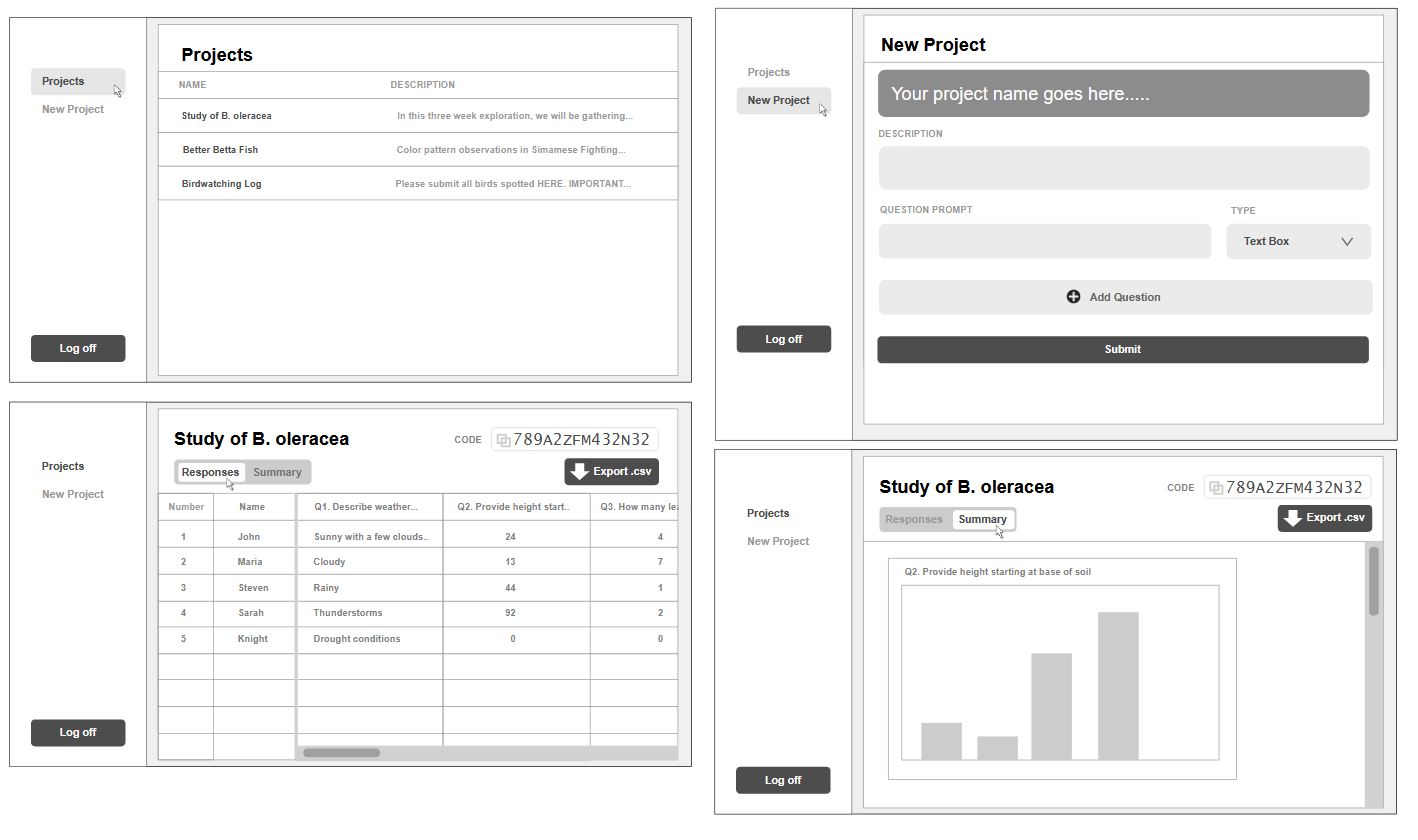 Projects
New Project
Log off
Projects
NAME DESCRIPTION
Study of B. oleracea In this three week exploration, we will be gathering...
Better Betta Fish Color pattern observations in Simamese Fighting...
Birdwatching Log Please submit all birds spotted HERE. IMPORTANT...
Projects
New Project
Log off
New Project
Your project name goes here.....
DESCRIPTION
QUESTION PROMPT TYPE
Text Box
Add Question
Submit
Projects
New Project
Log off
Study of B. oleracea CODE 789A2ZFM432N32
Responses Summary Export .csv
Number Name Q1. Describe weather... Q2. Provide height start.. Q3. How many lea
1 John Sunny with a few clouds.. 24 4
2 Maria Cloudy 13 7
3 Steven Rainy 44 1
4 Sarah Thunderstorms 92 2
5 Knight Drought conditions 0 0
Projects
New Project
Log off
Study of B. oleracea CODE 789A2ZFM432N32
Responses Summary Export .csv
Q2. Provide height starting at base of soil